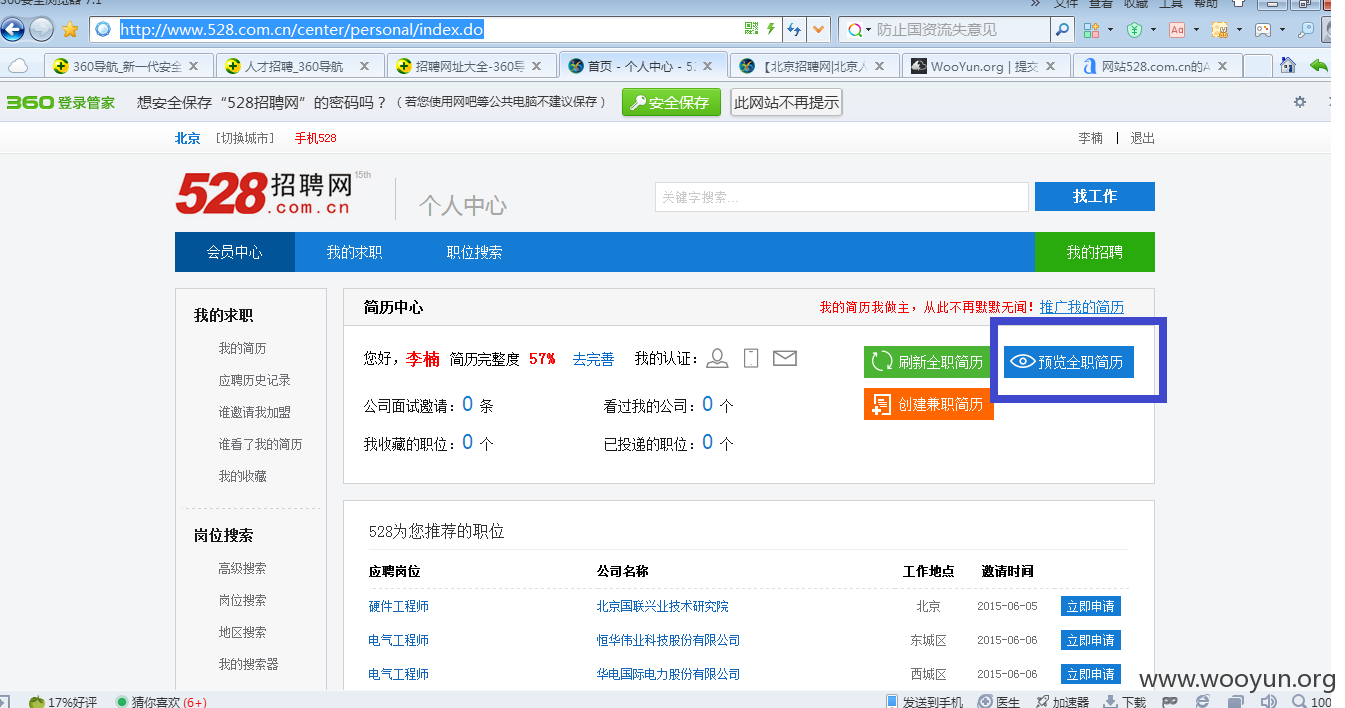 360安全浏览器 7.1 » 文件 查看 收藏 工具 帮助
http://www.528.com.cn/center/personal/index.do 防止国资流失意见
360导航_新一代安全 人才招聘_360导航 招聘网址大全-360导 首页 - 个人中心 - 5. 【北京招聘网|北京人 WooYun.org | 提交 网站528.com.cn的A
360登录管家 想安全保存“528招聘网”的密码吗？（若您使用网吧等公共电脑不建议保存） 安全保存 此网站不再提示
北京 [切换城市] 手机528 李楠 | 退出
528招聘网 15th
.com.cn 个人中心 关键字搜索... 找工作
会员中心 我的求职 职位搜索 我的招聘
我的求职
我的简历
应聘历史记录
谁邀请我加盟
谁看了我的简历
我的收藏
岗位搜索
高级搜索
岗位搜索
地区搜索
我的搜索器
简历中心 我的简历我做主，从此不再默默无闻！推广我的简历
您好，李楠 简历完整度 57% 去完善 我的认证： 刷新全职简历 预览全职简历
公司面试邀请：0 条 看过我的公司：0 个 创建兼职简历
我收藏的职位：0 个 已投递的职位：0 个
528为您推荐的职位
应聘岗位 公司名称 工作地点 邀请时间
硬件工程师 北京国联兴业技术研究院 北京 2015-06-05 立即申请
电气工程师 恒华伟业科技股份有限公司 东城区 2015-06-06 立即申请
电气工程师 华电国际电力股份有限公司 西城区 2015-06-06 立即申请
www.wooyun.org
17%好评 猜你喜欢 (6+) 发送到手机 医生 加速器 下载 100